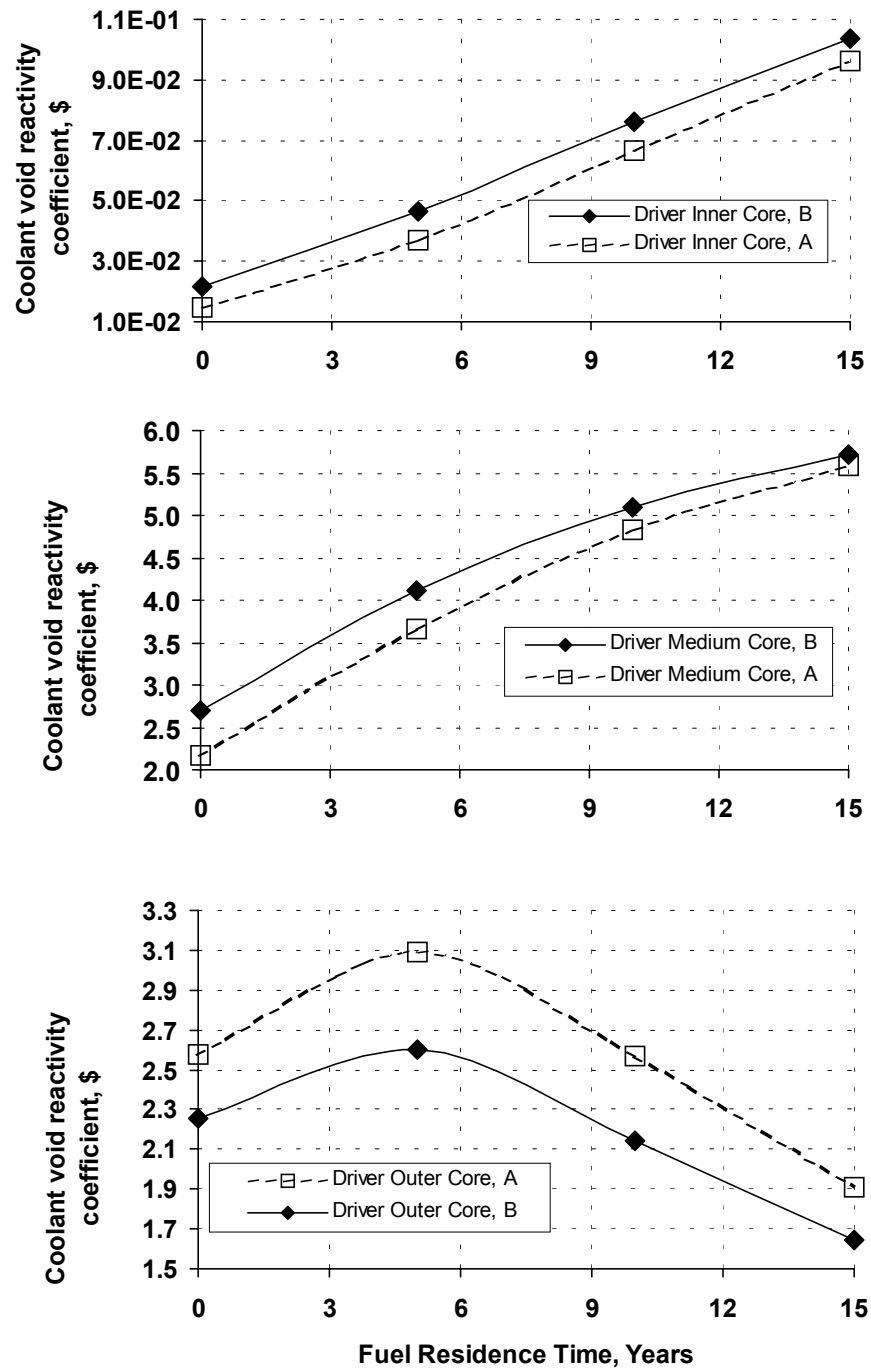 Coolant void reactivity
coefficient, $
1.1E-01
9.0E-02
7.0E-02
5.0E-02
3.0E-02
1.0E-02
Driver Inner Core, B
Driver Inner Core, A
0 3 6 9 12 15
Coolant void reactivity
coefficient, $
6.0
5.5
5.0
4.5
4.0
3.5
3.0
2.5
2.0
Driver Medium Core, B
Driver Medium Core, A
0 3 6 9 12 15
Coolant void reactivity
coefficient, $
3.3
3.1
2.9
2.7
2.5
2.3
2.1
1.9
1.7
1.5
Driver Outer Core, A
Driver Outer Core, B
0 3 6 9 12 15
Fuel Residence Time, Years